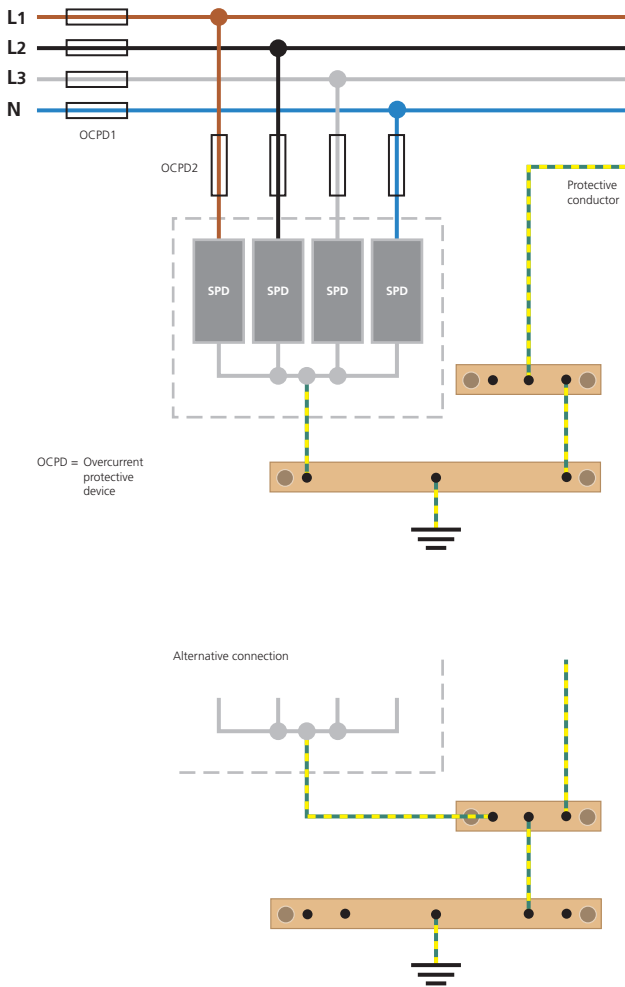 L1
L2
L3
N
OCPD1
OCPD2
Protective
conductor
SPD SPD SPD SPD
OCPD = Overcurrent
protective
device
Alternative connection